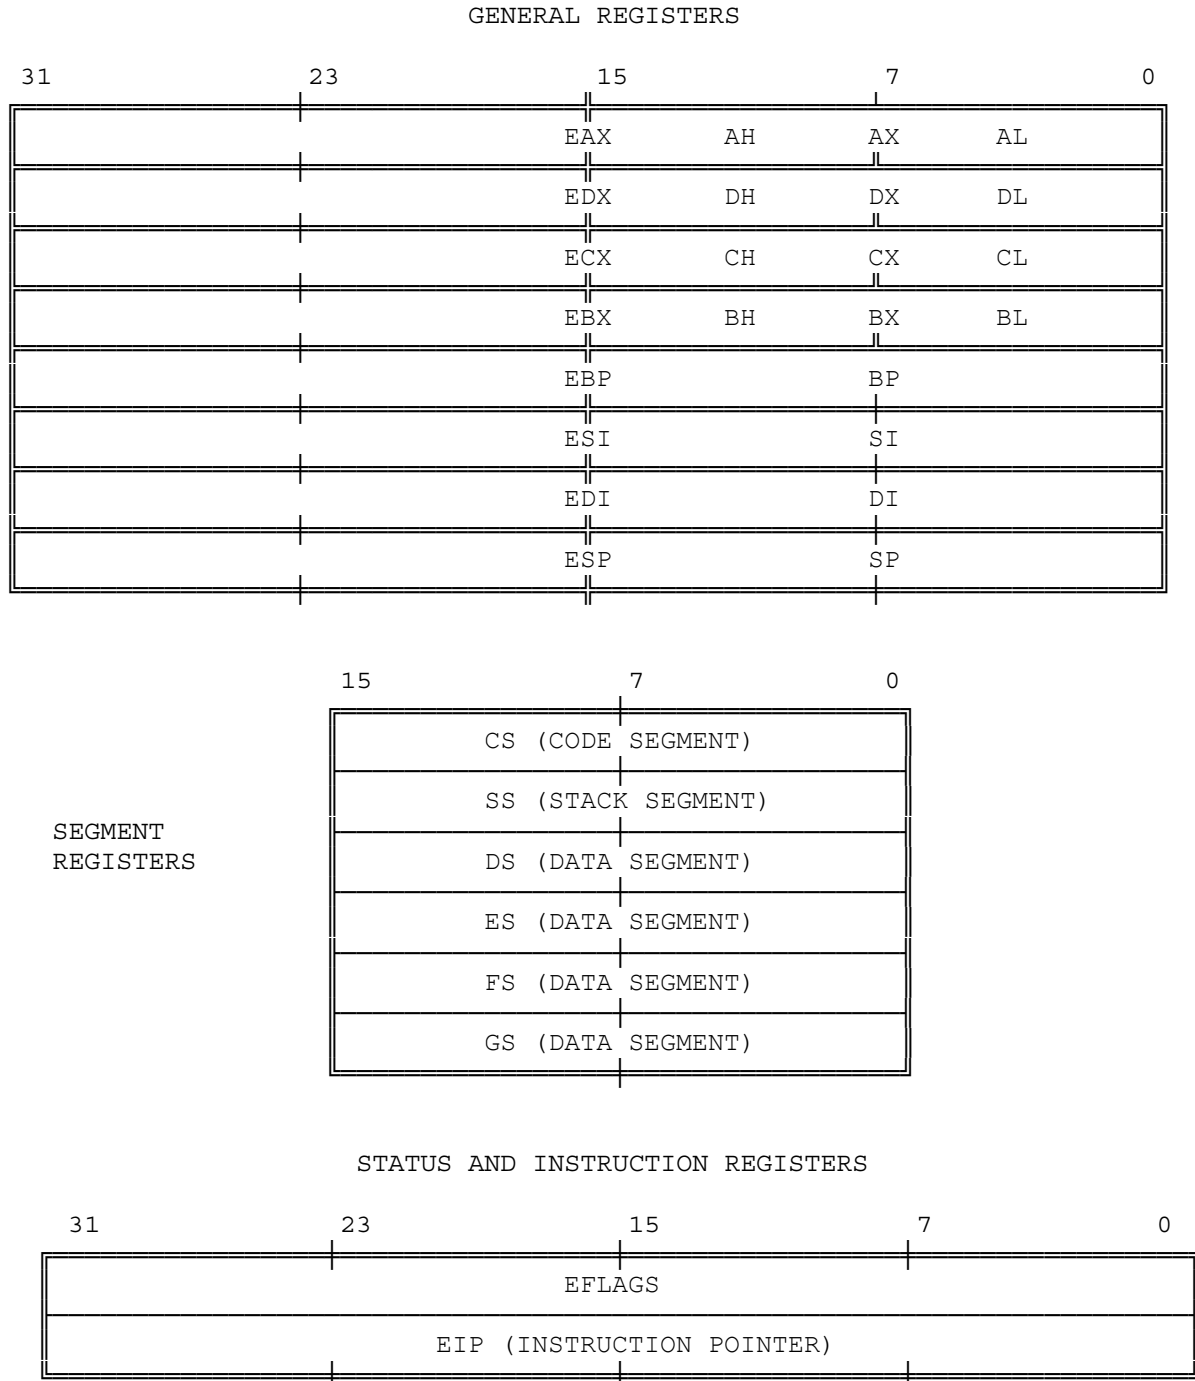 GENERAL REGISTERS
31 23 15 7 0
EAX AH AX AL
EDX DH DX DL
ECX CH CX CL
EBX BH BX BL
EBP BP
ESI SI
EDI DI
ESP SP
15 7 0
CS (CODE SEGMENT)
SS (STACK SEGMENT)
SEGMENT
REGISTERS
DS (DATA SEGMENT)
ES (DATA SEGMENT)
FS (DATA SEGMENT)
GS (DATA SEGMENT)
STATUS AND INSTRUCTION REGISTERS
31 23 15 7 0
EFLAGS
EIP (INSTRUCTION POINTER)